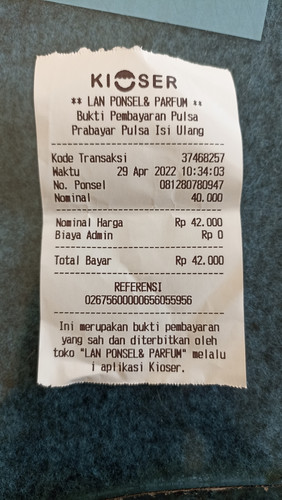 KIOSER
** LAN PONSEL& PARFUM **
Bukti Pembayaran Pulsa
Prabayar Pulsa Isi Ulang
Kode Transaksi 37468257
Waktu 29 Apr 2022 10:34:03
No. Ponsel 081280780947
Nominal 40.000
Nominal Harga Rp 42.000
Biaya Admin Rp 0
Total Bayar Rp 42.000
REFERENSI
02675600000656055956
Ini merupakan bukti pembayaran
yang sah dan diterbitkan oleh
toko "LAN PONSEL& PARFUM" melalu
i aplikasi Kioser.